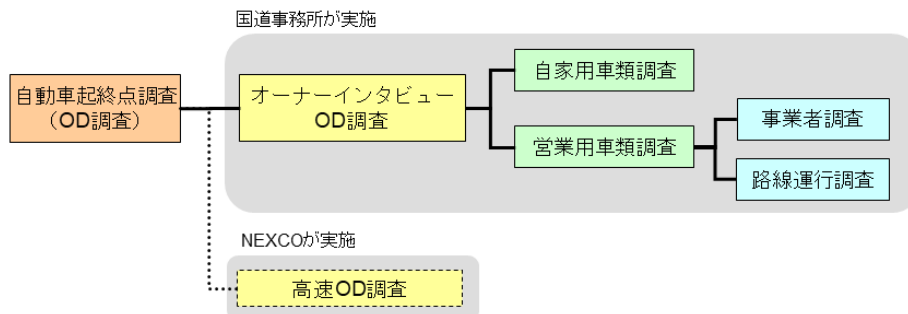 国道事務所が実施
自動車起終点調査
（OD調査）
オーナーインタビュー
OD調査
自家用車類調査
営業用車類調査
事業者調査
路線運行調査
NEXCOが実施
高速OD調査